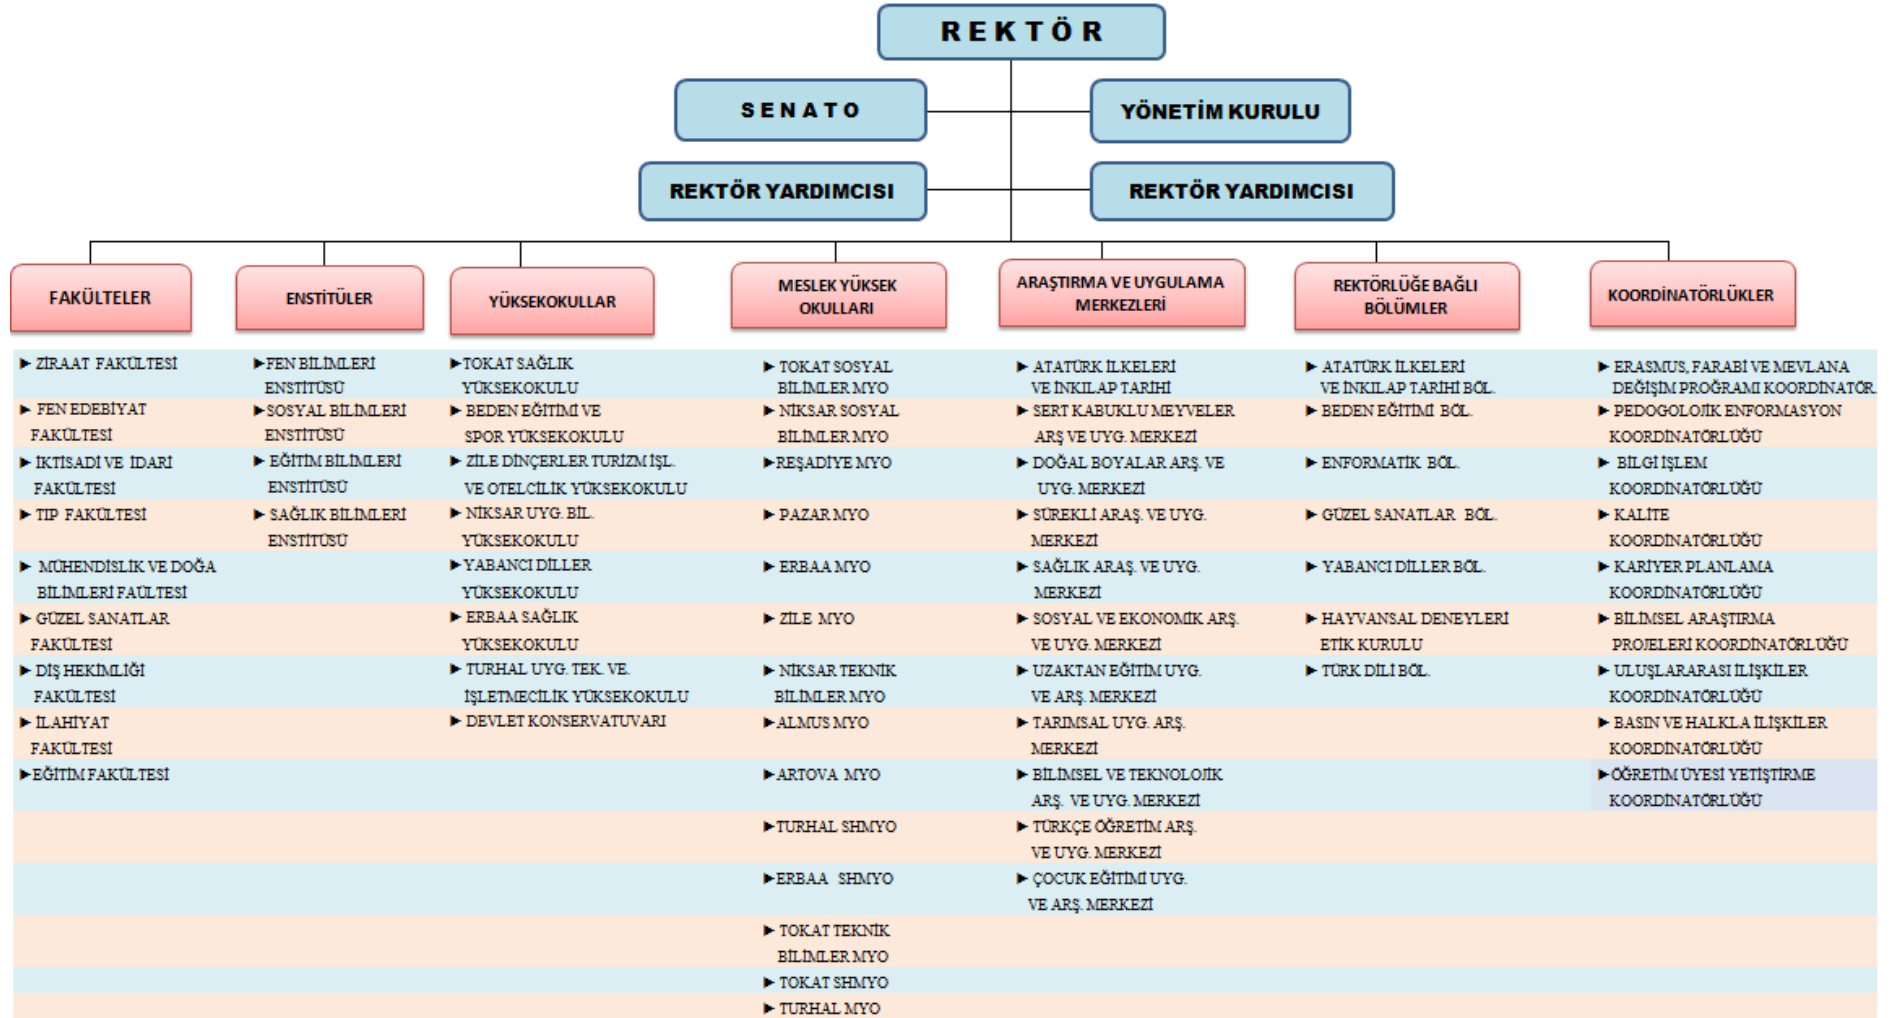 REKTÖR
SENATO
YÖNETİM KURULU
REKTÖR YARDIMCISI
REKTÖR YARDIMCISI
FAKÜLTELER
► ZİRAAT FAKÜLTESİ
► FEN EDEBİYAT
FAKÜLTESİ
► İKTİSADİ VE İDARİ
FAKÜLTESİ
► TIP FAKÜLTESİ
► MÜHENDİSLİK VE DOĞA
BİLİMLERİ FAÜLTESİ
► GÜZEL SANATLAR
FAKÜLTESİ
► DİŞ HEKİMLİĞİ
FAKÜLTESİ
► İLAHİYAT
FAKÜLTESİ
►EĞİTİM FAKÜLTESİ
ENSTİTÜLER
►FEN BİLİMLERİ
ENSTİTÜSÜ
►SOSYAL BİLİMLERİ
ENSTİTÜSÜ
► EĞİTİM BİLİMLERİ
ENSTİTÜSÜ
► SAĞLIK BİLİMLERİ
ENSTİTÜSÜ
YÜKSEKOKULLAR
►TOKAT SAĞLIK
YÜKSEKOKULU
► BEDEN EĞİTİMİ VE
SPOR YÜKSEKOKULU
► ZİLE DİNÇERLER TURİZM İŞL.
VE OTELCİLİK YÜKSEKOKULU
► NİKSAR UYG. BİL.
YÜKSEKOKULU
►YABANCI DİLLER
YÜKSEKOKULU
► ERBAA SAĞLIK
YÜKSEKOKULU
► TURHAL UYG. TEK. VE.
İŞLETMECİLİK YÜKSEKOKULU
► DEVLET KONSERVATUVARI
MESLEK YÜKSEK
OKULLARI
► TOKAT SOSYAL
BİLİMLER MYO
► NİKSAR SOSYAL
BİLİMLER MYO
►REŞADİYE MYO
► PAZAR MYO
► ERBAA MYO
► ZİLE MYO
► NİKSAR TEKNİK
BİLİMLER MYO
►ALMUS MYO
►ARTOVA MYO
►TURHAL SHMYO
►ERBAA SHMYO
► TOKAT TEKNİK
BİLİMLER MYO
► TOKAT SHMYO
► TURHAL MYO
ARAŞTIRMA VE UYGULAMA
MERKEZLERİ
► ATATÜRK İLKELERİ
VE İNKILAP TARİHİ
► SERT KABUKLU MEYVELER
ARŞ VE UYG. MERKEZİ
► DOĞAL BOYALAR ARŞ. VE
UYG. MERKEZİ
► SÜREKLİ ARAŞ. VE UYG.
MERKEZİ
► SAĞLIK ARAŞ. VE UYG.
MERKEZİ
► SOSYAL VE EKONOMİK ARŞ.
VE UYG. MERKEZİ
► UZAKTAN EĞİTİM UYG.
VE ARŞ. MERKEZİ
► TARIMSAL UYG. ARŞ.
MERKEZİ
► BİLİMSEL VE TEKNOLOJİK
ARŞ. VE UYG. MERKEZİ
► TÜRKÇE ÖĞRETİM ARŞ.
VE UYG. MERKEZİ
► ÇOCUK EĞİTİMİ UYG.
VE ARŞ. MERKEZİ
REKTÖRLÜĞE BAĞLI
BÖLÜMLER
► ATATÜRK İLKELERİ
VE İNKILAP TARİHİ BÖL.
► BEDEN EĞİTİMİ BÖL.
► ENFORMATİK BÖL.
► GÜZEL SANATLAR BÖL.
► YABANCI DİLLER BÖL.
► HAYVANSAL DENEYLERİ
ETİK KURULU
► TÜRK DİLİ BÖL.
KOORDİNATÖRLÜKLER
► ERASMUS, FARABİ VE MEVLANA
DEĞİŞİM PROĞRAMI KOORDİNATÖR.
► PEDOGOLOJİK ENFORMASYON
KOORDİNATÖRLÜĞÜ
► BİLGİ İŞLEM
KOORDİNATÖRLÜĞÜ
► KALİTE
KOORDİNATÖRLÜĞÜ
► KARİYER PLANLAMA
KOORDİNATÖRLÜĞÜ
► BİLİMSEL ARAŞTIRMA
PROJELERİ KOORDİNATÖRLÜĞÜ
► ULUŞLARARASI İLİŞKİLER
KOORDİNATÖRLÜĞÜ
► BASIN VE HALKLA İLİŞKİLER
KOORDİNATÖRLÜĞÜ
►ÖĞRETİM ÜYESİ YETİŞTİRME
KOORDİNATÖRLÜĞÜ